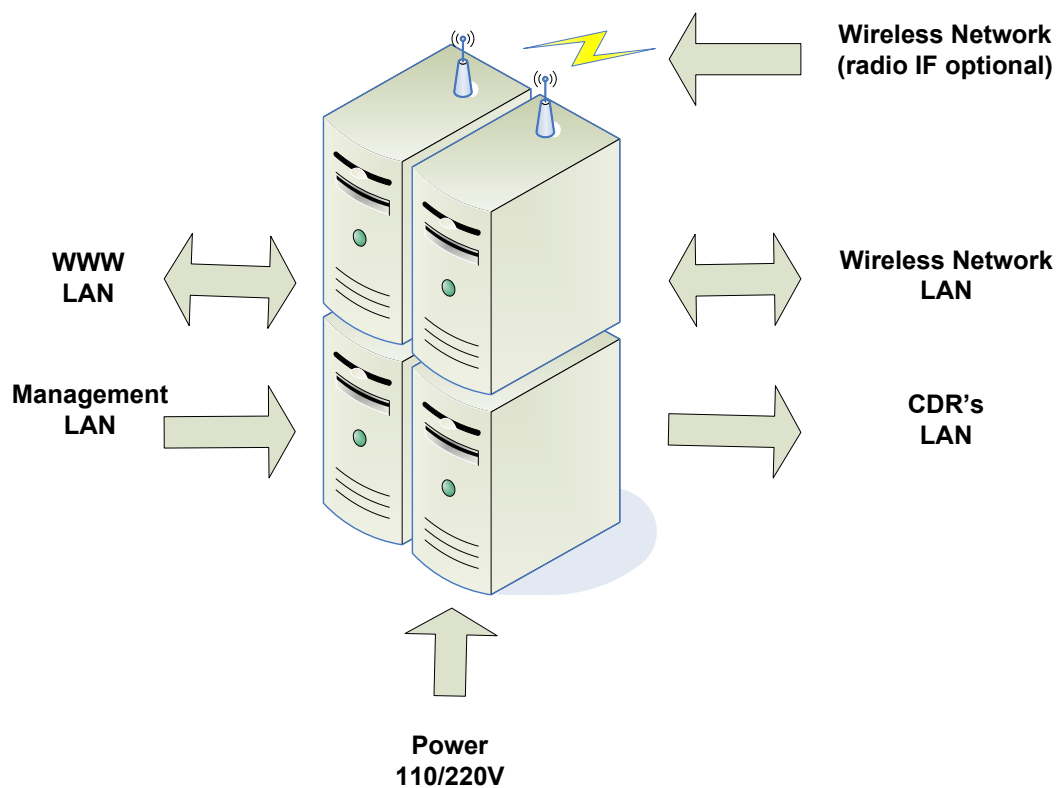 Wireless Network
(radio IF optional)
WWW
LAN
Wireless Network
LAN
Management
LAN
CDR's
LAN
Power
110/220V